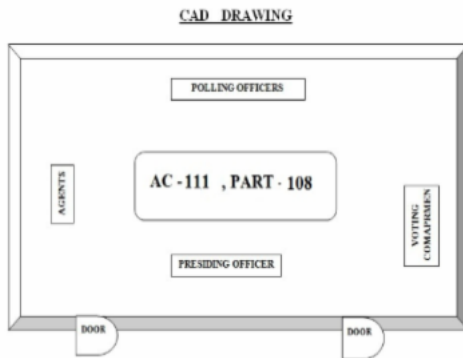 CAD DRAWING
POLLING OFFICERS
AC -111 , PART - 108
AGENTS
VOTING
COMAPRMEN
PRESIDING OFFICER
DOOR
DOOR